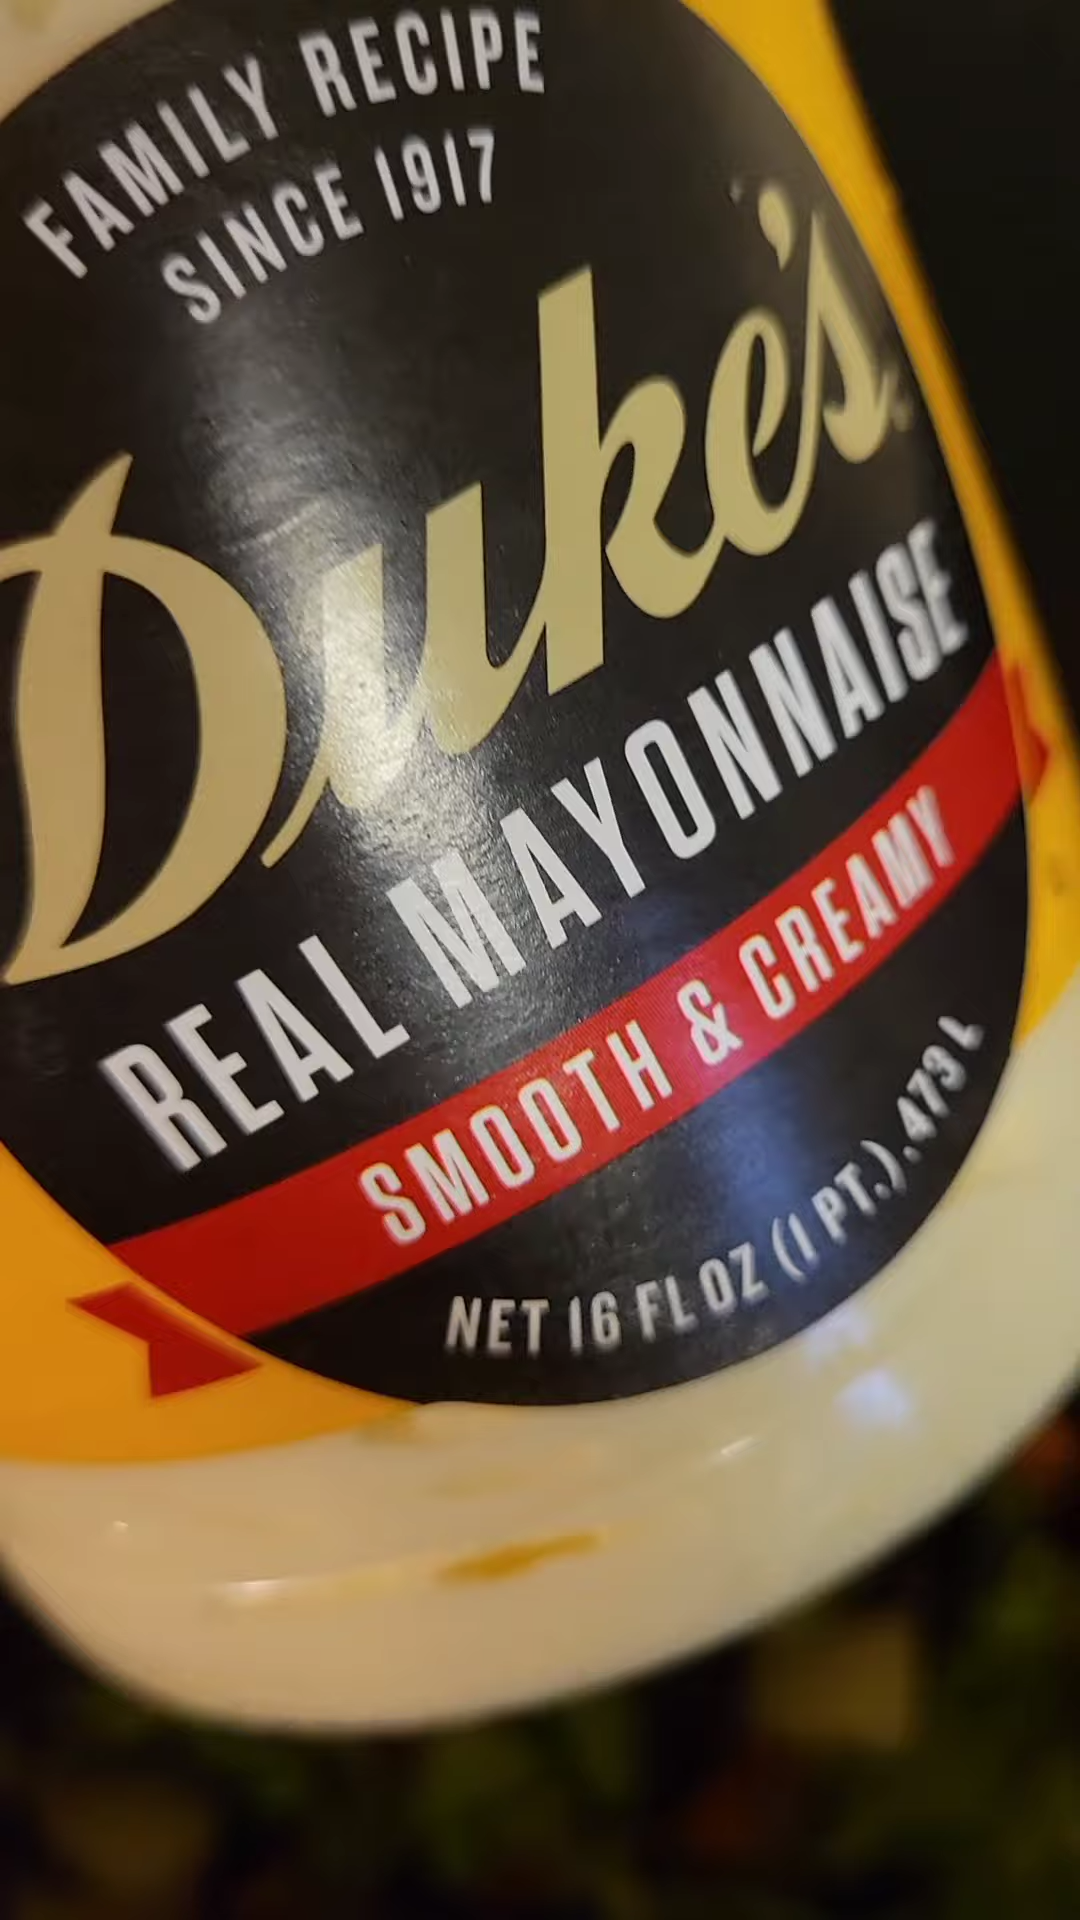 FAMILY RECIPE
SINCE 1917
Duke's
REAL MAYONNAISE
SMOOTH & CREAMY
NET 16 FL OZ (1 PT.) .473 L